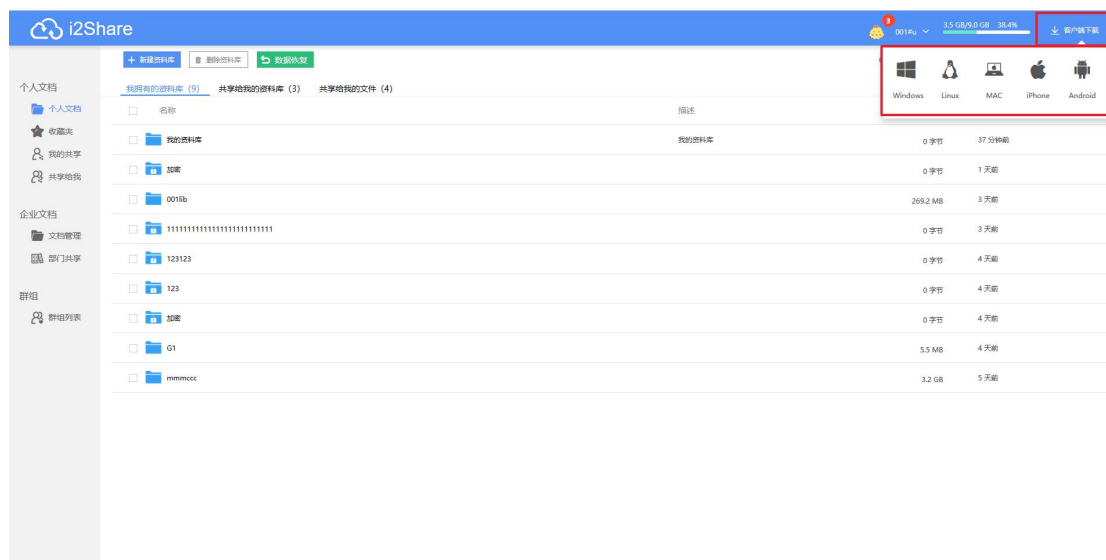 i2Share
3
001#u
3.5 GB/9.0 GB 38.4%
客户端下载
Windows Linux MAC iPhone Android
+ 新建资料库 删除资料库 数据恢复
个人文档
个人文档
收藏夹
我的共享
共享给我
企业文档
文档管理
部门共享
群组
群组列表
我拥有的资料库 (9) 共享给我的资料库 (3) 共享给我的文件 (4)
名称 描述
我的资料库 我的资料库 0 字节 37 分钟前
加密 0 字节 1 天前
001lib 269.2 MB 3 天前
0 字节 3 天前
123123 0 字节 4 天前
123 0 字节 4 天前
加密 0 字节 4 天前
G1 5.5 MB 4 天前
mmmccc 3.2 GB 5 天前